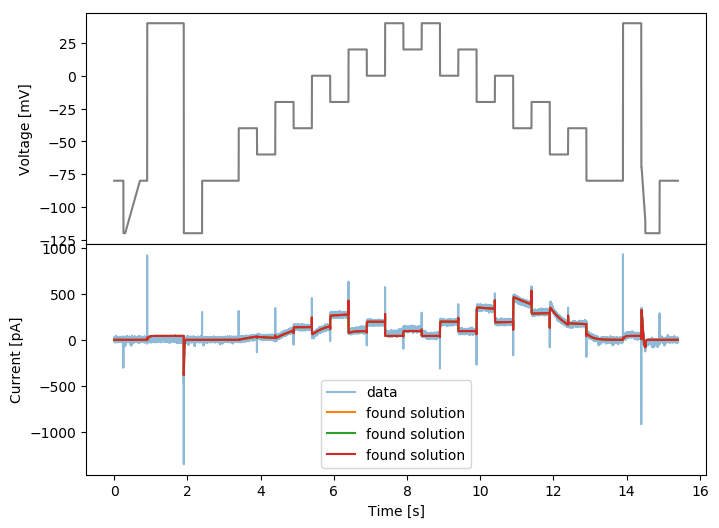 25
0
−25
−50
−75
−100
−125
Voltage [mV]
1000
500
0
−500
−1000
Current [pA]
data
found solution
found solution
found solution
0 2 4 6 8 10 12 14 16
Time [s]